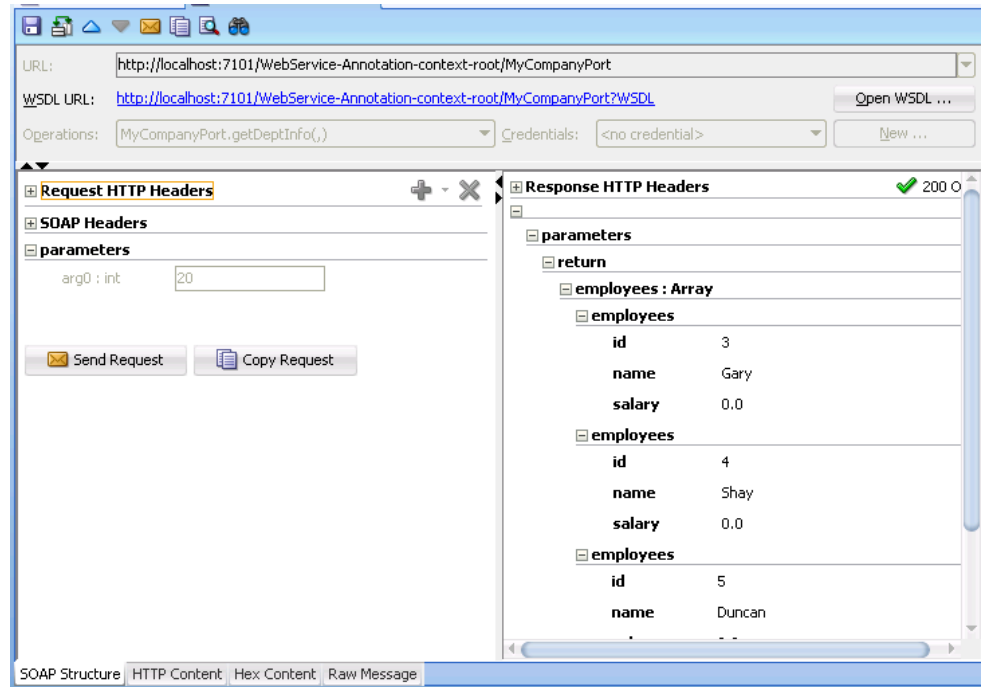 URL: http://localhost:7101/WebService-Annotation-context-root/MyCompanyPort
WSDL URL: http://localhost:7101/WebService-Annotation-context-root/MyCompanyPort?WSDL Open WSDL ...
Operations: MyCompanyPort.getDeptInfo(,) Credentials: <no credential> New ...
Request HTTP Headers
SOAP Headers
parameters
arg0 : int 20
Send Request Copy Request
Response HTTP Headers 200 O
parameters
return
employees : Array
employees
id 3
name Gary
salary 0.0
employees
id 4
name Shay
salary 0.0
employees
id 5
name Duncan
SOAP Structure HTTP Content Hex Content Raw Message